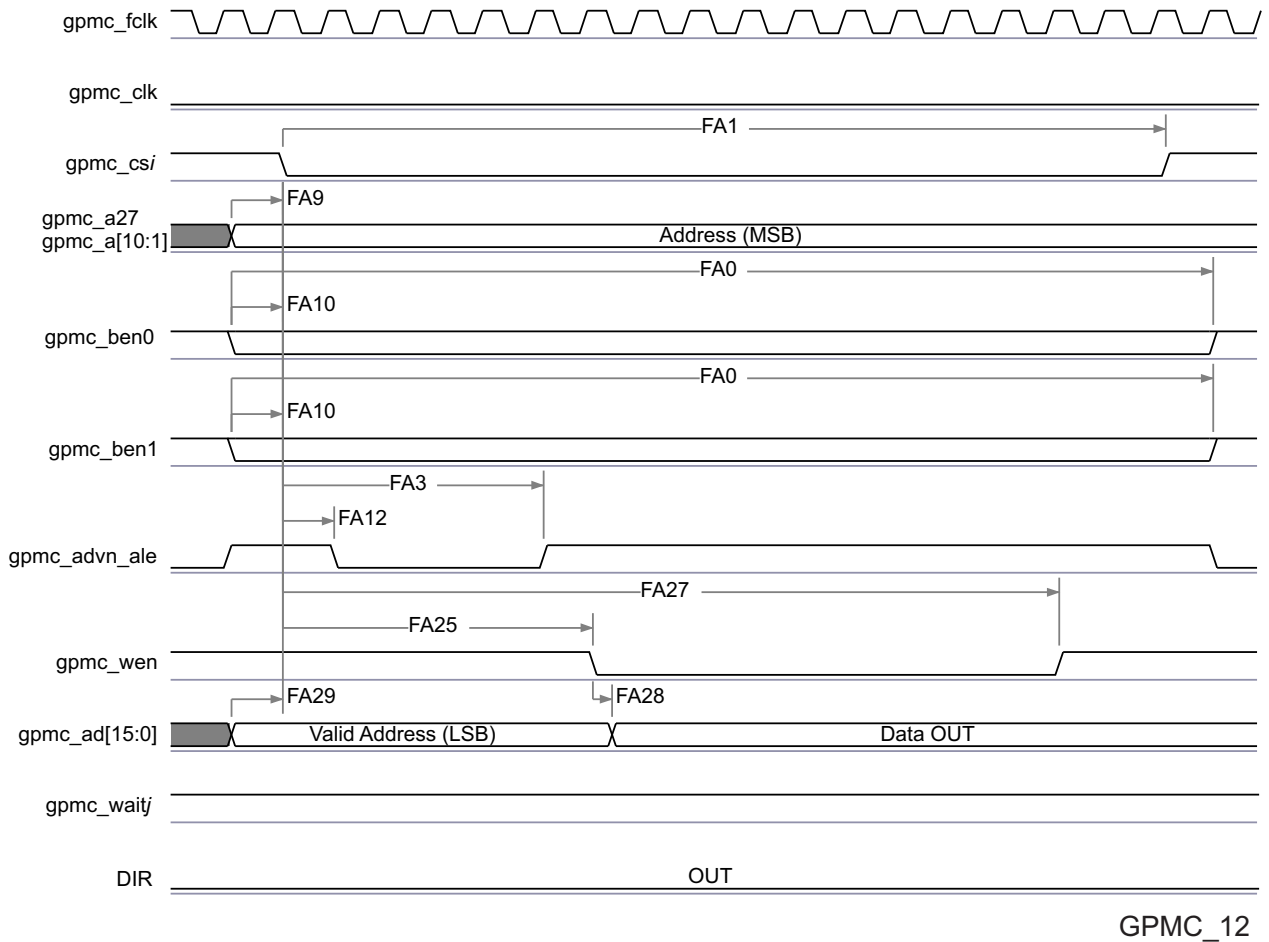 gpmc_fclk
gpmc_clk
FA1
gpmc_csi
FA9
gpmc_a27
gpmc_a[10:1]
Address (MSB)
FA0
FA10
gpmc_ben0
FA0
FA10
gpmc_ben1
FA3
FA12
gpmc_advn_ale
FA27
FA25
gpmc_wen
FA29
FA28
gpmc_ad[15:0]
Valid Address (LSB)
Data OUT
gpmc_waitj
DIR
OUT
GPMC_12